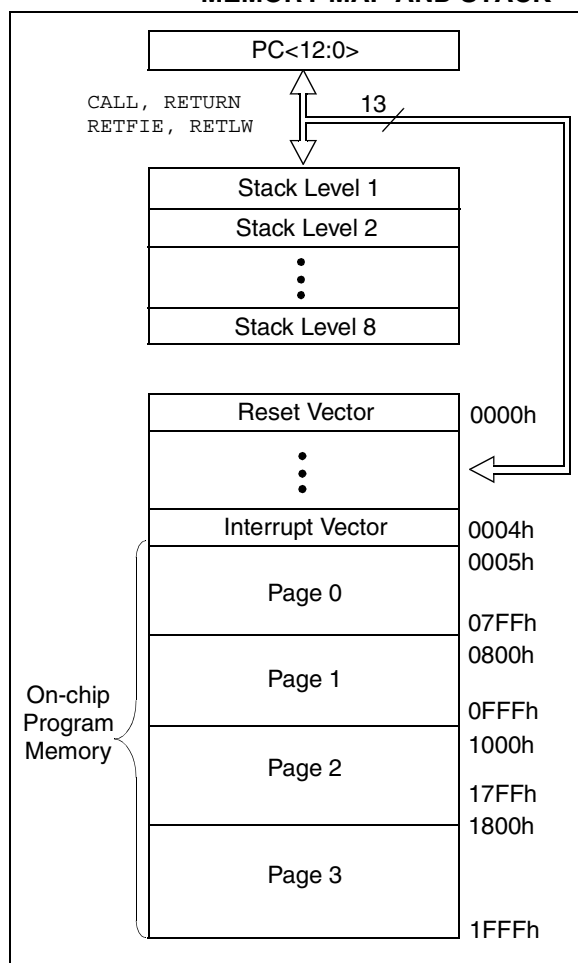 MEMORY MAP AND STACK
PC<12:0>
CALL, RETURN
RETFIE, RETLW
13
Stack Level 1
Stack Level 2
Stack Level 8
Reset Vector
0000h
Interrupt Vector
0004h
0005h
Page 0
07FFh
0800h
Page 1
0FFFh
On-chip
Program
Memory
1000h
Page 2
17FFh
1800h
Page 3
1FFFh